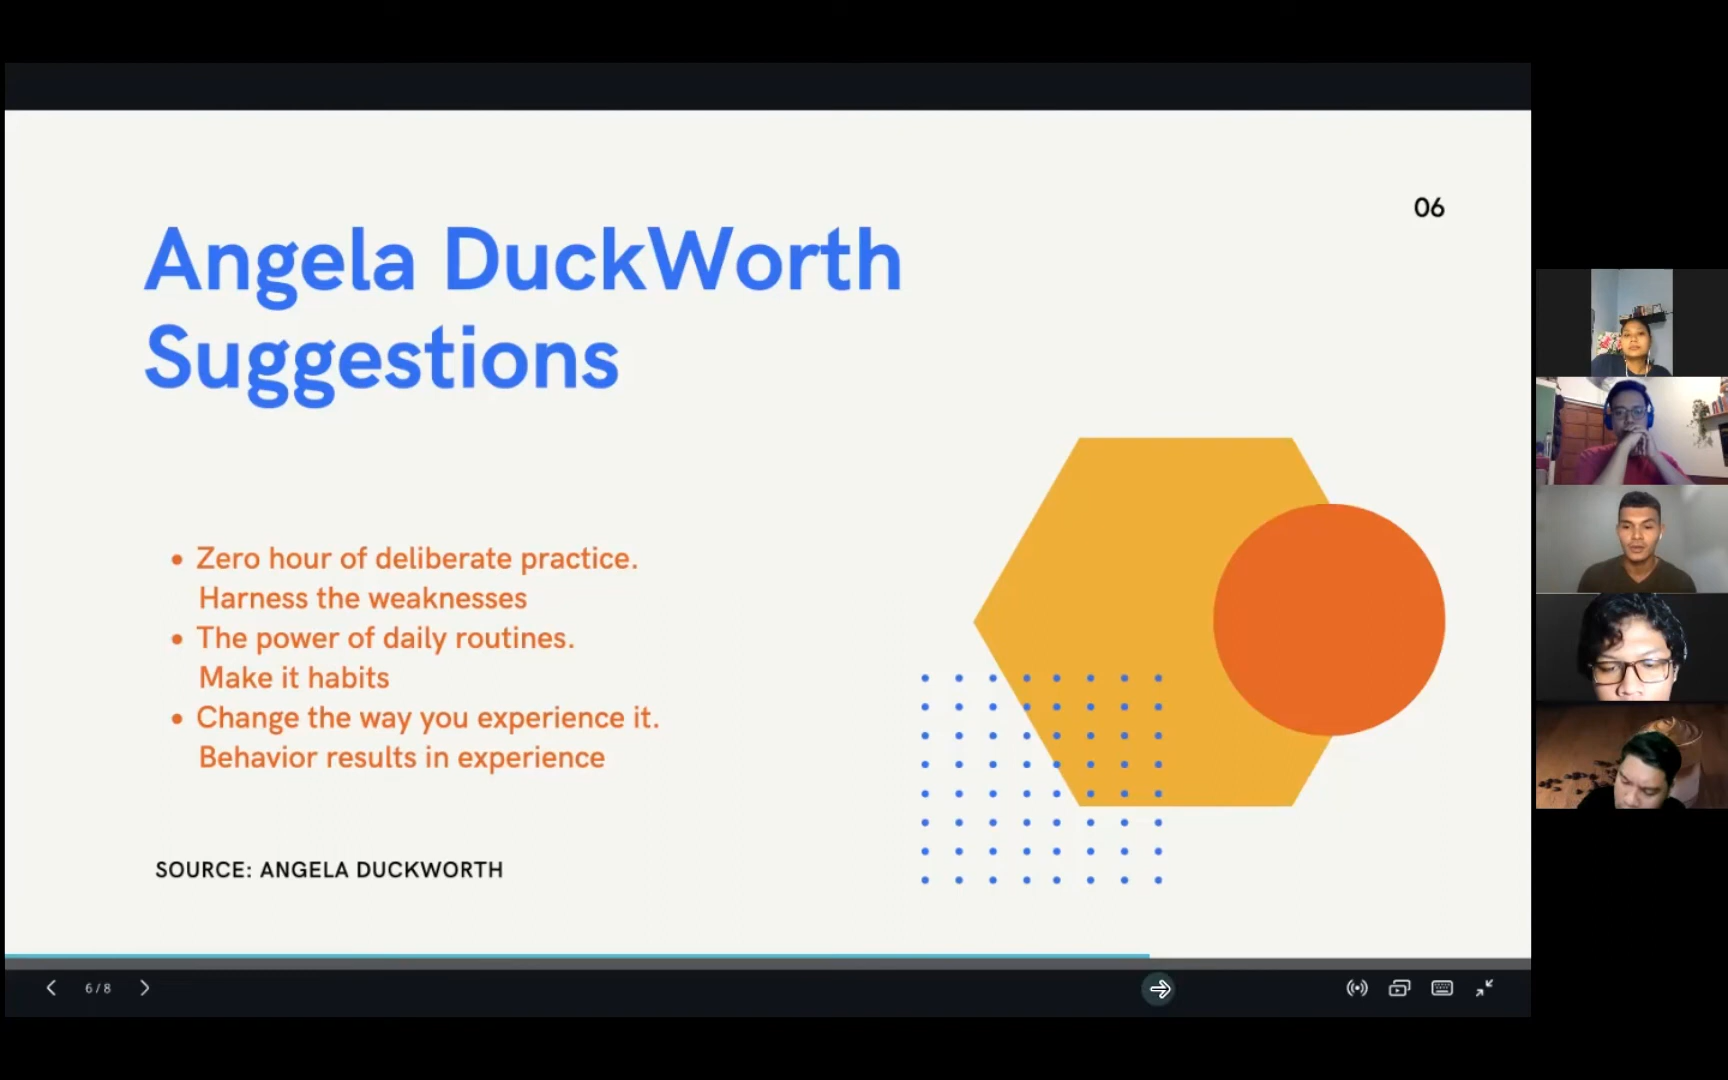 06
Angela DuckWorth
Suggestions
Zero hour of deliberate practice.
Harness the weaknesses
The power of daily routines.
Make it habits
Change the way you experience it.
Behavior results in experience
SOURCE: ANGELA DUCKWORTH
6/8